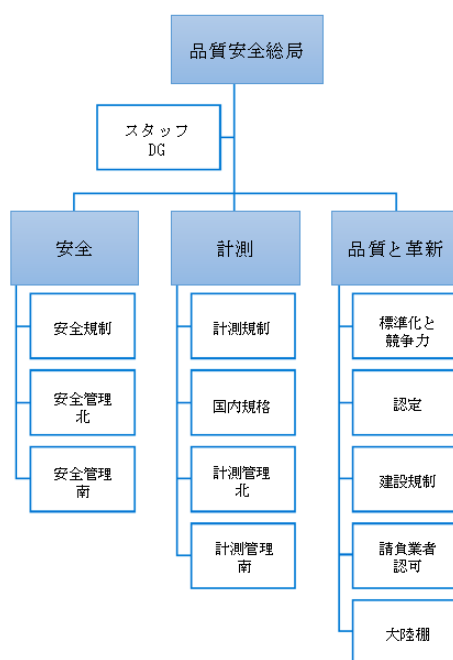 品質安全総局
スタッフ
DG
安全
計測
品質と革新
安全規制
安全管理
北
安全管理
南
計測規制
国内規格
計測管理
北
計測管理
南
標準化と
競争力
認定
建設規制
請負業者
認可
大陸棚